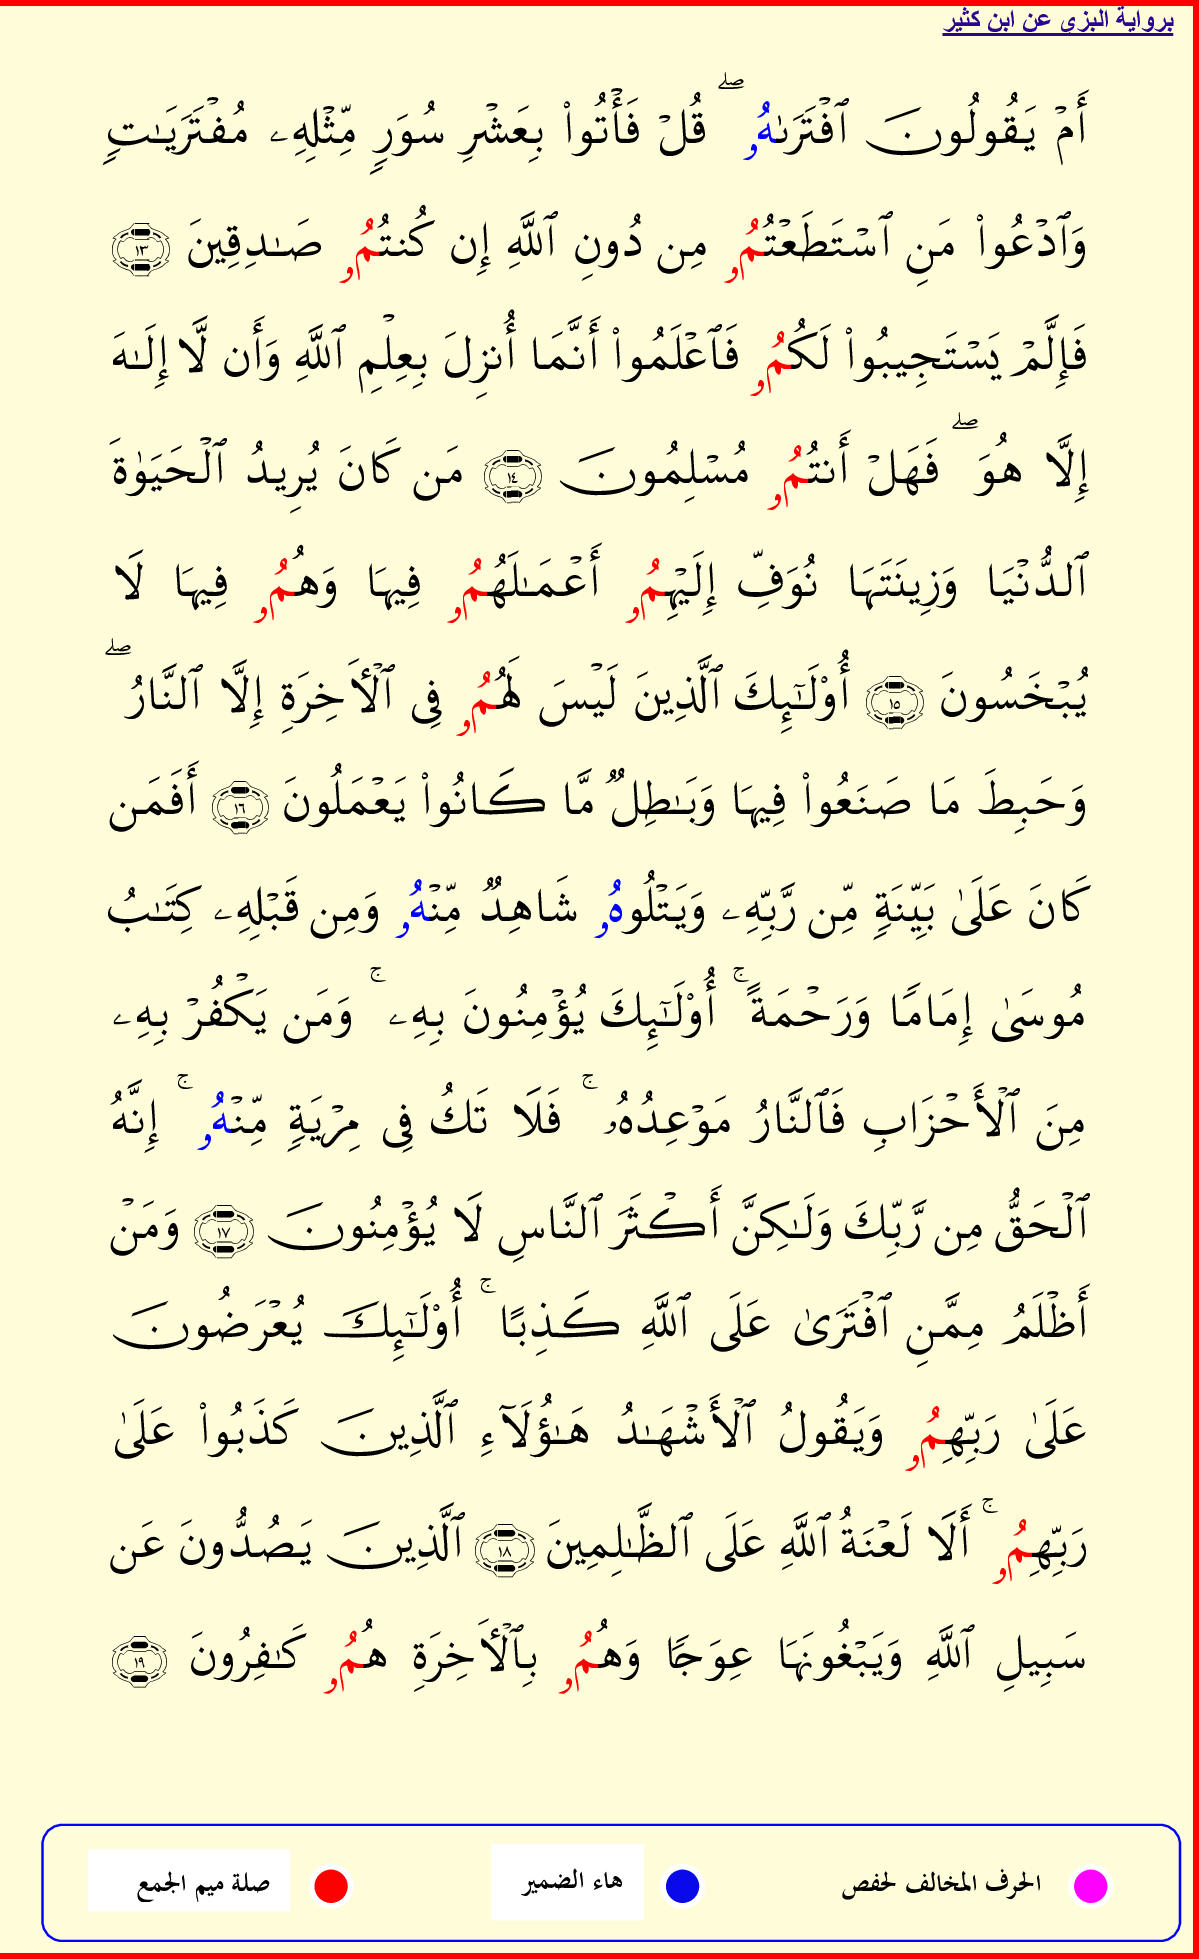 برواية البزي عن ابن كثير
أَمۡ يَقُولُونَ ٱفۡتَرَىٰهُۥ ۖ قُلۡ فَأۡتُواْ بِعَشۡرِ سُوَرٍ مِّثۡلِهِۦ مُفۡتَرَيَٰتٍ
وَٱدۡعُواْ مَنِ ٱسۡتَطَعۡتُمُۥ مِن دُونِ ٱللَّهِ إِن كُنتُمُۥ صَٰدِقِينَ ١٣
فَإِلَّمۡ يَسۡتَجِيبُواْ لَكُمُۥ فَٱعۡلَمُواْ أَنَّمَا أُنزِلَ بِعِلۡمِ ٱللَّهِ وَأَن لَّا إِلَٰهَ
إِلَّا هُوَ ۖ فَهَلۡ أَنتُمُۥ مُسۡلِمُونَ ١٤ مَن كَانَ يُرِيدُ ٱلۡحَيَوٰةَ
ٱلدُّنۡيَا وَزِينَتَهَا نُوَفِّ إِلَيۡهِمُۥ أَعۡمَٰلَهُمُۥ فِيهَا وَهُمُۥ فِيهَا لَا
يُبۡخَسُونَ ١٥ أُوْلَٰٓئِكَ ٱلَّذِينَ لَيۡسَ لَهُمُۥ فِى ٱلۡأَخِرَةِ إِلَّا ٱلنَّارُ ۖ
وَحَبِطَ مَا صَنَعُواْ فِيهَا وَبَٰطِلٌ مَّا كَانُواْ يَعۡمَلُونَ ١٦ أَفَمَن
كَانَ عَلَىٰ بَيِّنَةٍ مِّن رَّبِّهِۦ وَيَتۡلُوهُۥ شَاهِدٌ مِّنۡهُۥ وَمِن قَبۡلِهِۦ كِتَٰبُ
مُوسَىٰ إِمَامًا وَرَحۡمَةً ۚ أُوْلَٰٓئِكَ يُؤۡمِنُونَ بِهِۦ ۚ وَمَن يَكۡفُرۡ بِهِۦ
مِنَ ٱلۡأَحۡزَابِ فَٱلنَّارُ مَوۡعِدُهُۥ ۚ فَلَا تَكُ فِى مِرۡيَةٍ مِّنۡهُۥ ۚ إِنَّهُ
ٱلۡحَقُّ مِن رَّبِّكَ وَلَٰكِنَّ أَكۡثَرَ ٱلنَّاسِ لَا يُؤۡمِنُونَ ١٧ وَمَنۡ
أَظۡلَمُ مِمَّنِ ٱفۡتَرَىٰ عَلَى ٱللَّهِ كَذِبًا ۚ أُوْلَٰٓئِكَ يُعۡرَضُونَ
عَلَىٰ رَبِّهِمُۥ وَيَقُولُ ٱلۡأَشۡهَٰدُ هَٰؤُلَآءِ ٱلَّذِينَ كَذَبُواْ عَلَىٰ
رَبِّهِمُۥ ۚ أَلَا لَعۡنَةُ ٱللَّهِ عَلَى ٱلظَّٰلِمِينَ ١٨ ٱلَّذِينَ يَصُدُّونَ عَن
سَبِيلِ ٱللَّهِ وَيَبۡغُونَهَا عِوَجًا وَهُمُۥ بِٱلۡأَخِرَةِ هُمُۥ كَٰفِرُونَ ١٩
الحرف المخالف لحفص هاء الضمير صلة ميم الجمع